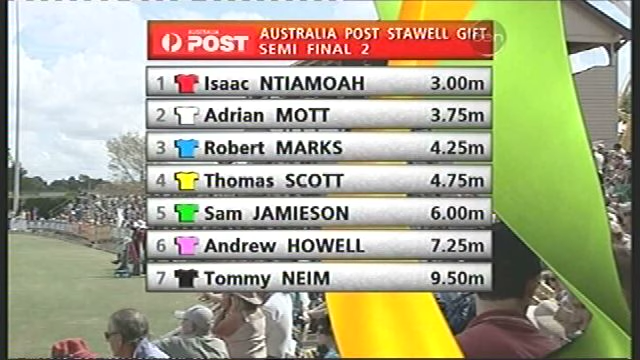 AUSTRALIA POST STAWELL GIFT
AUSTRALIA
POST
SEMI FINAL 2
1 Isaac NTIAMOAH 3.00m
2 Adrian MOTT 3.75m
3 Robert MARKS 4.25m
4 Thomas SCOTT 4.75m
5 Sam JAMIESON 6.00m
6 Andrew HOWELL 7.25m
7 Tommy NEIM 9.50m